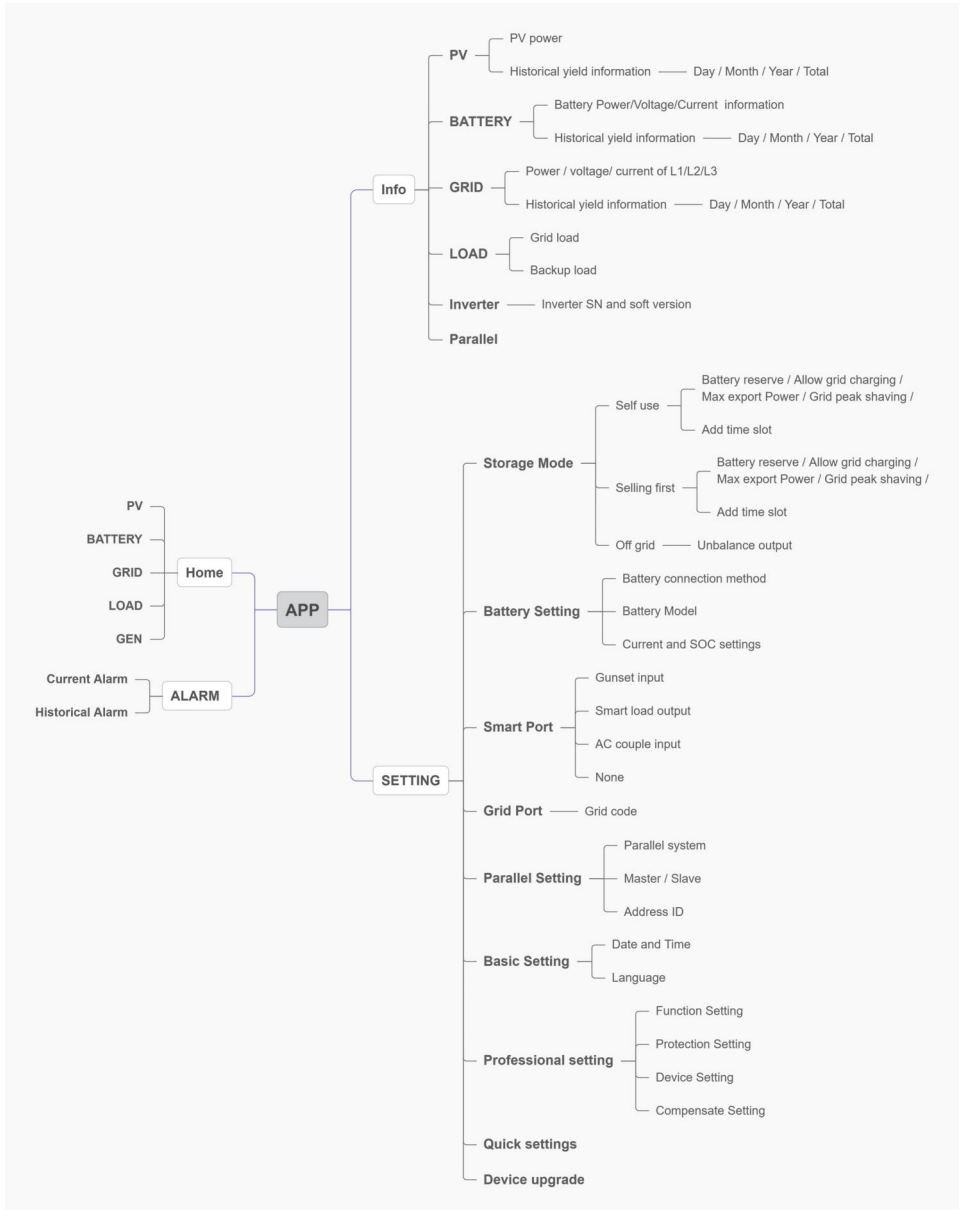 APP
Home
PV
BATTERY
GRID
LOAD
GEN
ALARM
Current Alarm
Historical Alarm
Info
PV
PV power
Historical yield information
Day / Month / Year / Total
BATTERY
Battery Power/Voltage/Current information
Historical yield information
Day / Month / Year / Total
GRID
Power / voltage/ current of L1/L2/L3
Historical yield information
Day / Month / Year / Total
LOAD
Grid load
Backup load
Inverter
Inverter SN and soft version
Parallel
SETTING
Storage Mode
Self use
Battery reserve / Allow grid charging /
Max export Power / Grid peak shaving /
Add time slot
Selling first
Battery reserve / Allow grid charging /
Max export Power / Grid peak shaving /
Add time slot
Off grid
Unbalance output
Battery Setting
Battery connection method
Battery Model
Current and SOC settings
Smart Port
Gunset input
Smart load output
AC couple input
None
Grid Port
Grid code
Parallel Setting
Parallel system
Master / Slave
Address ID
Basic Setting
Date and Time
Language
Professional setting
Function Setting
Protection Setting
Device Setting
Compensate Setting
Quick settings
Device upgrade